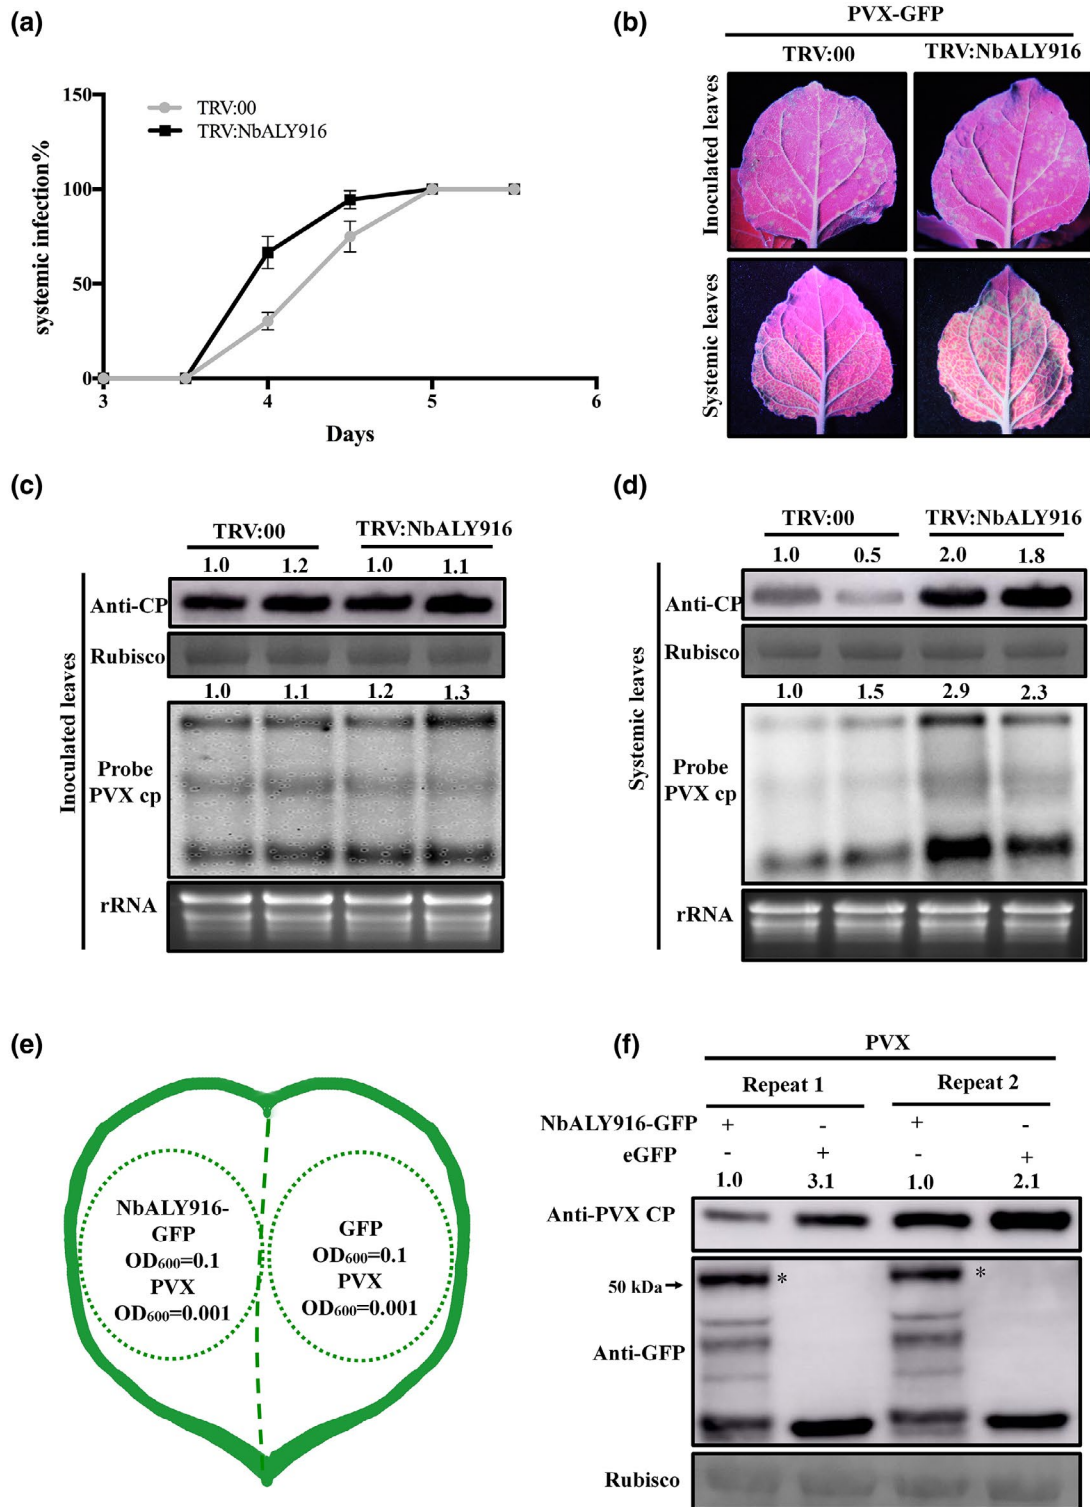 (a)
150
100
50
0
3
4
5
6
systemic infection%
Days
TRV:00
TRV:NbALY916
(b)
PVX-GFP
TRV:00
TRV:NbALY916
Inoculated leaves
Systemic leaves
(c)
TRV:00
TRV:NbALY916
1.0 1.2 1.0 1.1
Anti-CP
Rubisco
1.0 1.1 1.2 1.3
Probe
PVX cp
rRNA
Inoculated leaves
(d)
TRV:00
TRV:NbALY916
1.0 0.5 2.0 1.8
Anti-CP
Rubisco
1.0 1.5 2.9 2.3
Probe
PVX cp
rRNA
Systemic leaves
(e)
NbALY916-
GFP
OD₆₀₀=0.1
PVX
OD₆₀₀=0.001
GFP
OD₆₀₀=0.1
PVX
OD₆₀₀=0.001
(f)
PVX
Repeat 1
Repeat 2
NbALY916-GFP + - + -
eGFP - + - +
1.0 3.1 1.0 2.1
Anti-PVX CP
50 kDa
*
*
Anti-GFP
Rubisco